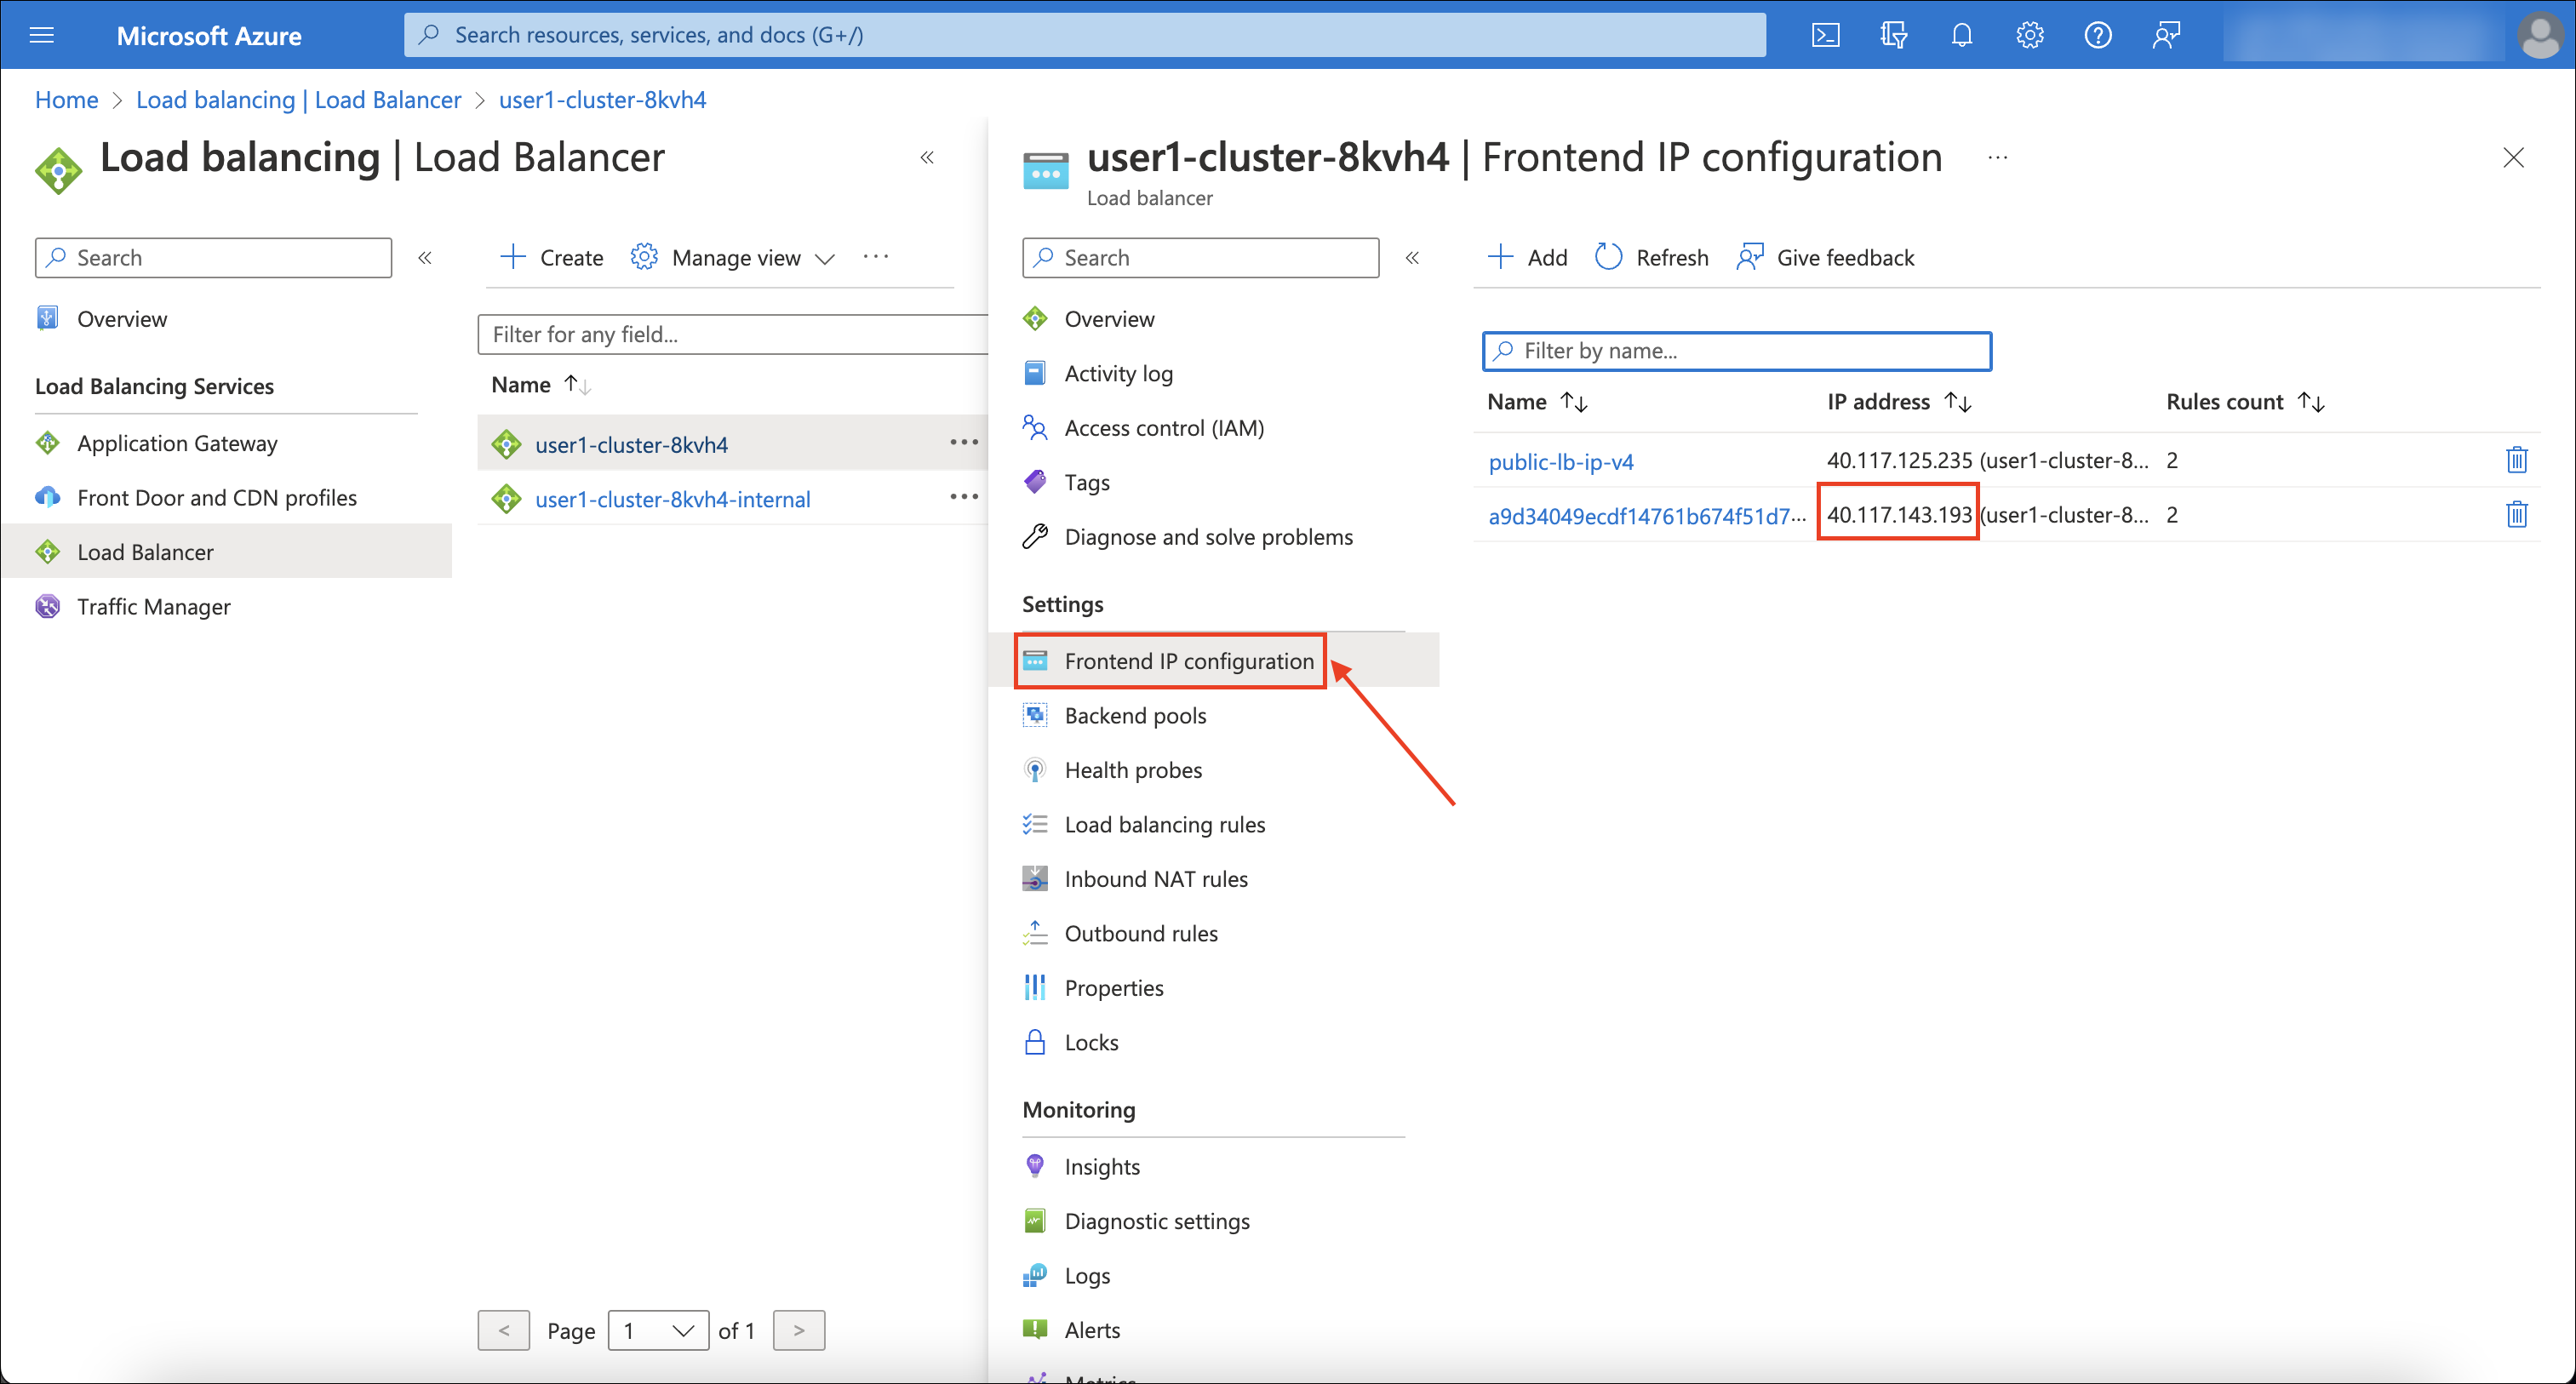 Microsoft Azure
Search resources, services, and docs (G+/)
Home > Load balancing | Load Balancer > user1-cluster-8kvh4
Load balancing | Load Balancer
«
Search
«
Overview
Load Balancing Services
Application Gateway
Front Door and CDN profiles
Load Balancer
Traffic Manager
+ Create
Manage view
...
Filter for any field...
Name ↑↓
user1-cluster-8kvh4 ...
user1-cluster-8kvh4-internal ...
< Page 1 of 1 >
user1-cluster-8kvh4 | Frontend IP configuration ...
Load balancer
Search
«
Overview
Activity log
Access control (IAM)
Tags
Diagnose and solve problems
Settings
Frontend IP configuration
Backend pools
Health probes
Load balancing rules
Inbound NAT rules
Outbound rules
Properties
Locks
Monitoring
Insights
Diagnostic settings
Logs
Alerts
Metrics
+ Add
Refresh
Give feedback
Filter by name...
Name ↑↓ IP address ↑↓ Rules count ↑↓
public-lb-ip-v4 40.117.125.235 (user1-cluster-8... 2
a9d34049ecdf14761b674f51d7... 40.117.143.193 (user1-cluster-8... 2